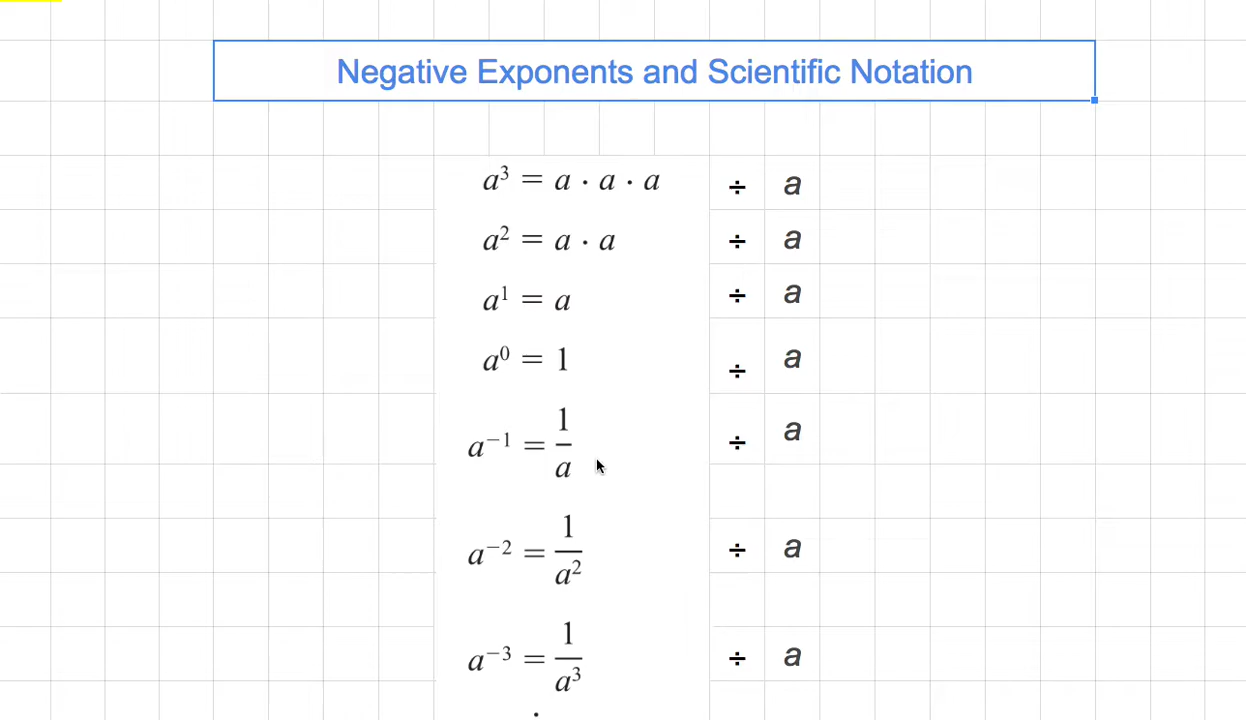 Negative Exponents and Scientific Notation
a³ = a · a · a ÷ a
a² = a · a ÷ a
a¹ = a ÷ a
a⁰ = 1 ÷ a
a⁻¹ = 1/a ÷ a
a⁻² = 1/a² ÷ a
a⁻³ = 1/a³ ÷ a